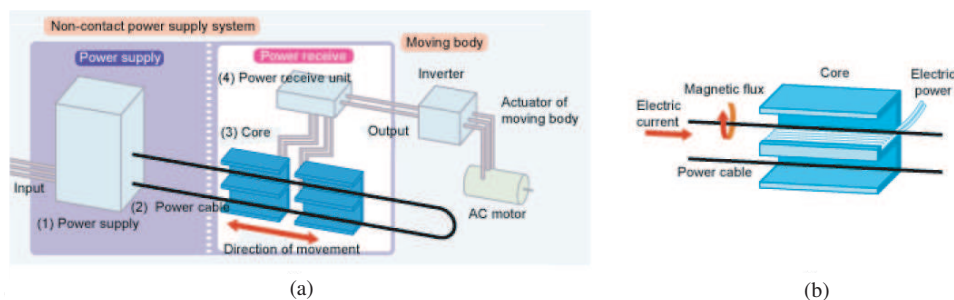 Non-contact power supply system
Power supply
Power receive
Moving body
(4) Power receive unit
Inverter
Actuator of
moving body
(3) Core
Output
Input
(2) Power cable
(1) Power supply
AC motor
Direction of movement
(a)
Core
Electric
power
Magnetic flux
Electric
current
Power cable
(b)